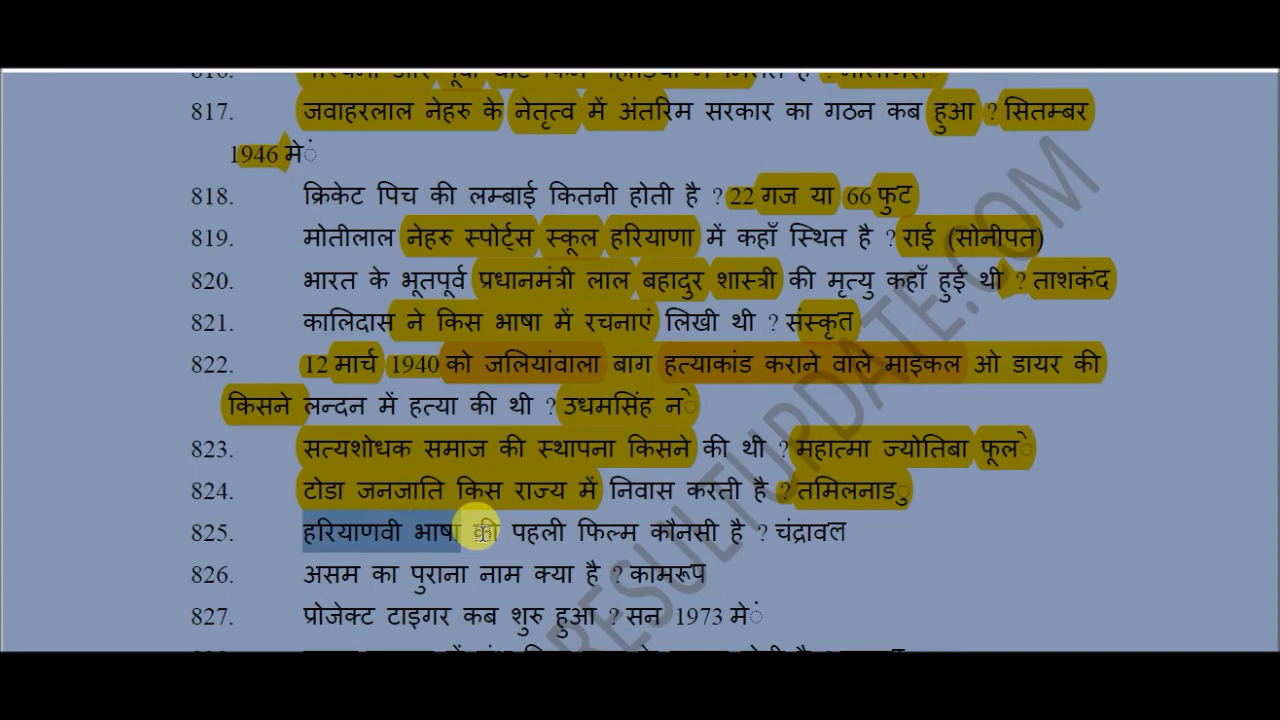 817. जवाहरलाल नेहरु के नेतृत्व में अंतरिम सरकार का गठन कब हुआ ? सितम्बर
1946 में
818. क्रिकेट पिच की लम्बाई कितनी होती है ? 22 गज या 66 फुट
819. मोतीलाल नेहरु स्पोर्ट्स स्कूल हरियाणा में कहाँ स्थित है ? राई (सोनीपत)
820. भारत के भूतपूर्व प्रधानमंत्री लाल बहादुर शास्त्री की मृत्यु कहाँ हुई थी ? ताशकंद
821. कालिदास ने किस भाषा में रचनाएं लिखी थी ? संस्कृत
822. 12 मार्च 1940 को जलियांवाला बाग हत्याकांड कराने वाले माइकल ओ डायर की
किसने लन्दन में हत्या की थी ? उधमसिंह ने
823. सत्यशोधक समाज की स्थापना किसने की थी ? महात्मा ज्योतिबा फूले
824. टोडा जनजाति किस राज्य में निवास करती है ? तमिलनाडु
825. हरियाणवी भाषा की पहली फिल्म कौनसी है ? चंद्रावल
826. असम का पुराना नाम क्या है ? कामरूप
827. प्रोजेक्ट टाइगर कब शुरु हुआ ? सन 1973 में
RESULTUPDATE.COM